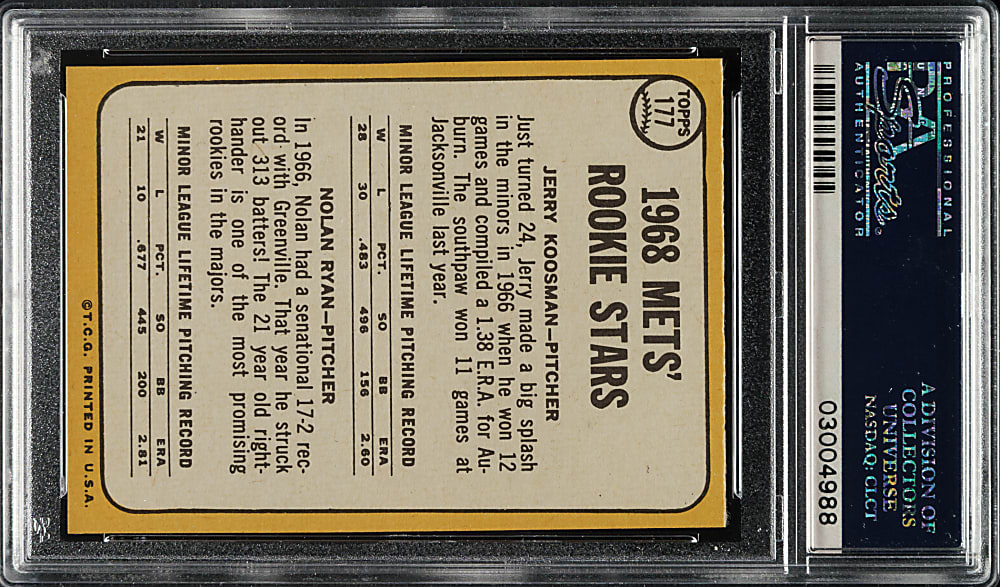 PROFESSIONAL
PSA
Sports®
AUTHENTICATOR
A DIVISION OF
COLLECTORS
UNIVERSE
NASDAQ: CLCT
03004988
TOPPS
177
1968 METS'
ROOKIE STARS
JERRY KOOSMAN—PITCHER
Just turned 24, Jerry made a big splash
in the minors in 1966 when he won 12
games and compiled a 1.38 E.R.A. for Au-
burn. The southpaw won 11 games at
Jacksonville last year.
MINOR LEAGUE LIFETIME PITCHING RECORD
W L PCT. SO BB ERA
28 30 .483 496 156 2.60
NOLAN RYAN—PITCHER
In 1966, Nolan had a senational 17-2 rec-
ord with Greenville. That year he struck
out 313 batters! The 21 year old right-
hander is one of the most promising
rookies in the majors.
MINOR LEAGUE LIFETIME PITCHING RECORD
W L PCT. SO BB ERA
21 10 .677 445 200 2.81
©T.C.G. PRINTED IN U.S.A.